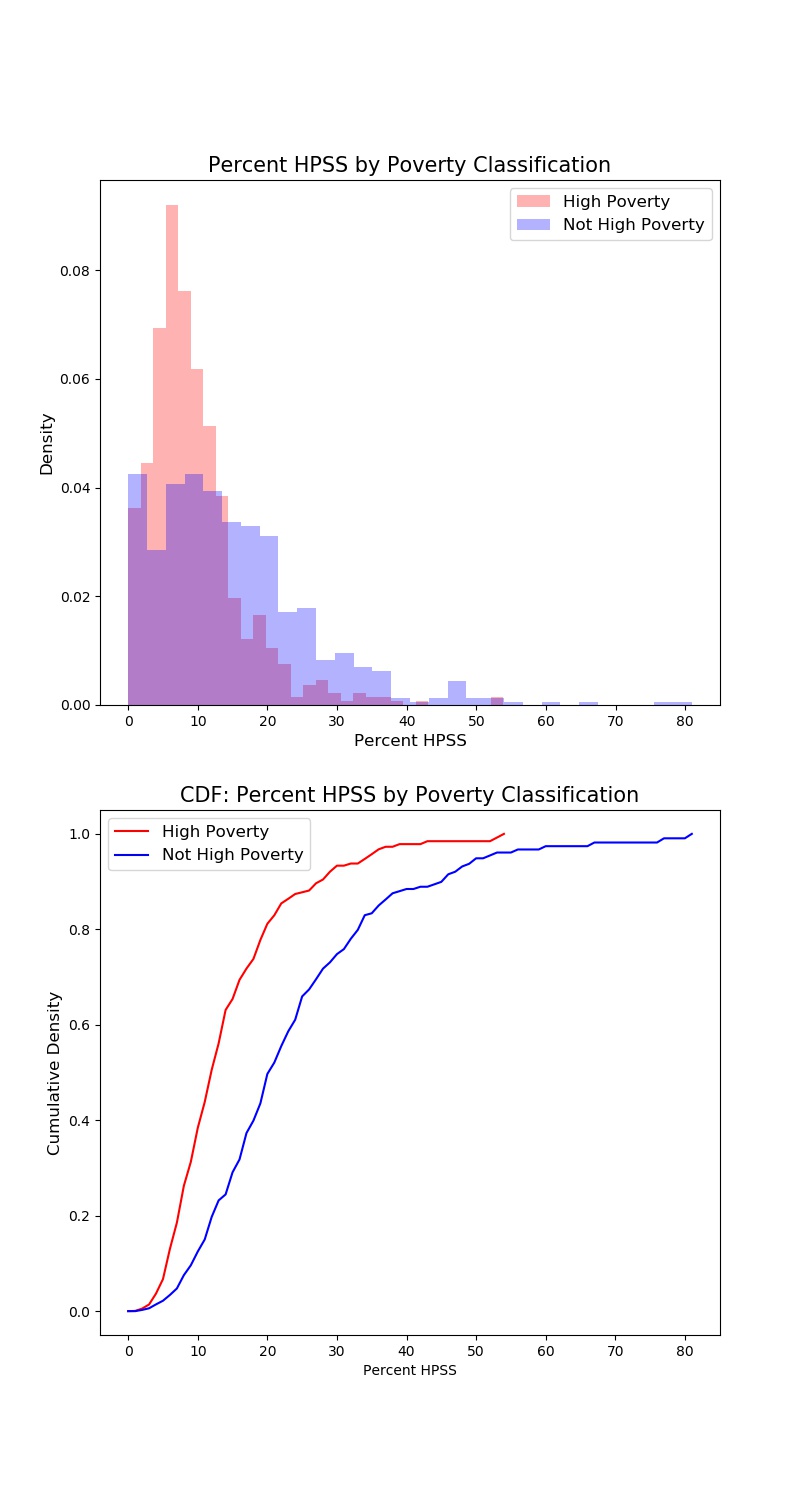 Percent HPSS by Poverty Classification
High Poverty
Not High Poverty
0.08
0.06
0.04
0.02
0.00
Density
0 10 20 30 40 50 60 70 80
Percent HPSS
CDF: Percent HPSS by Poverty Classification
High Poverty
Not High Poverty
1.0
0.8
0.6
0.4
0.2
0.0
Cumulative Density
0 10 20 30 40 50 60 70 80
Percent HPSS